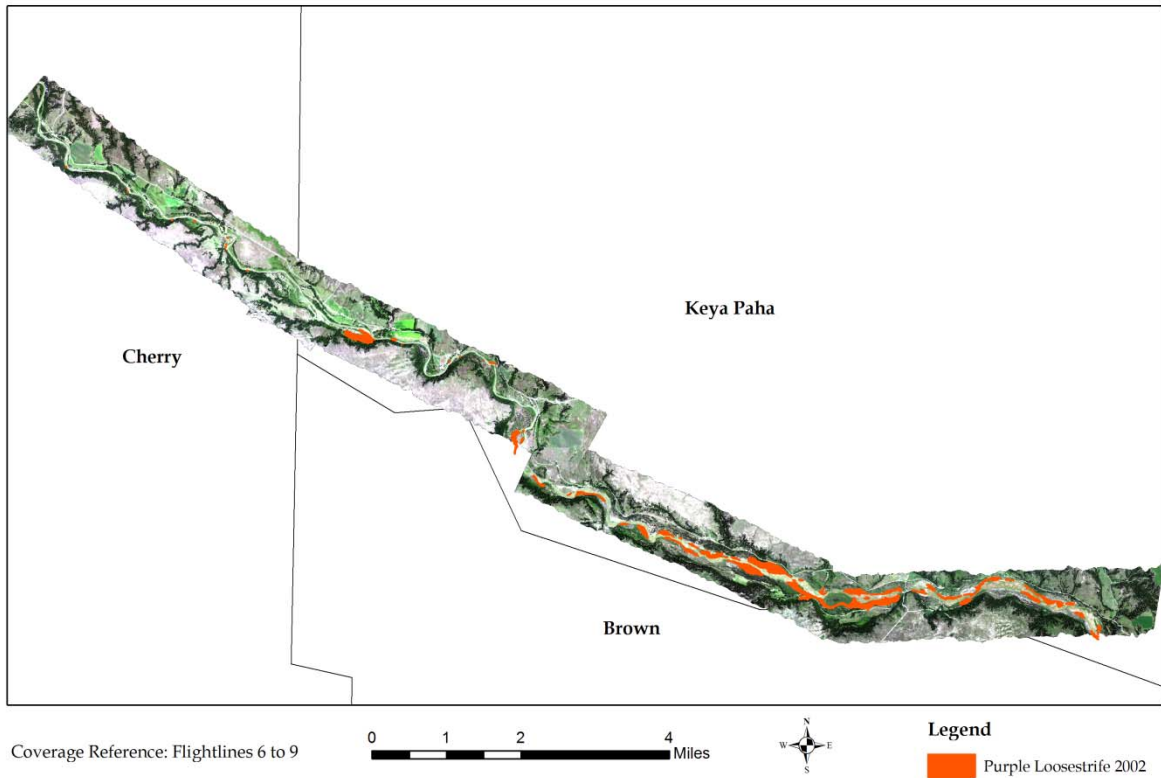 Keya Paha
Cherry
Brown
Coverage Reference: Flightlines 6 to 9
0 1 2 4
Miles
N
W E
S
Legend
Purple Loosestrife 2002